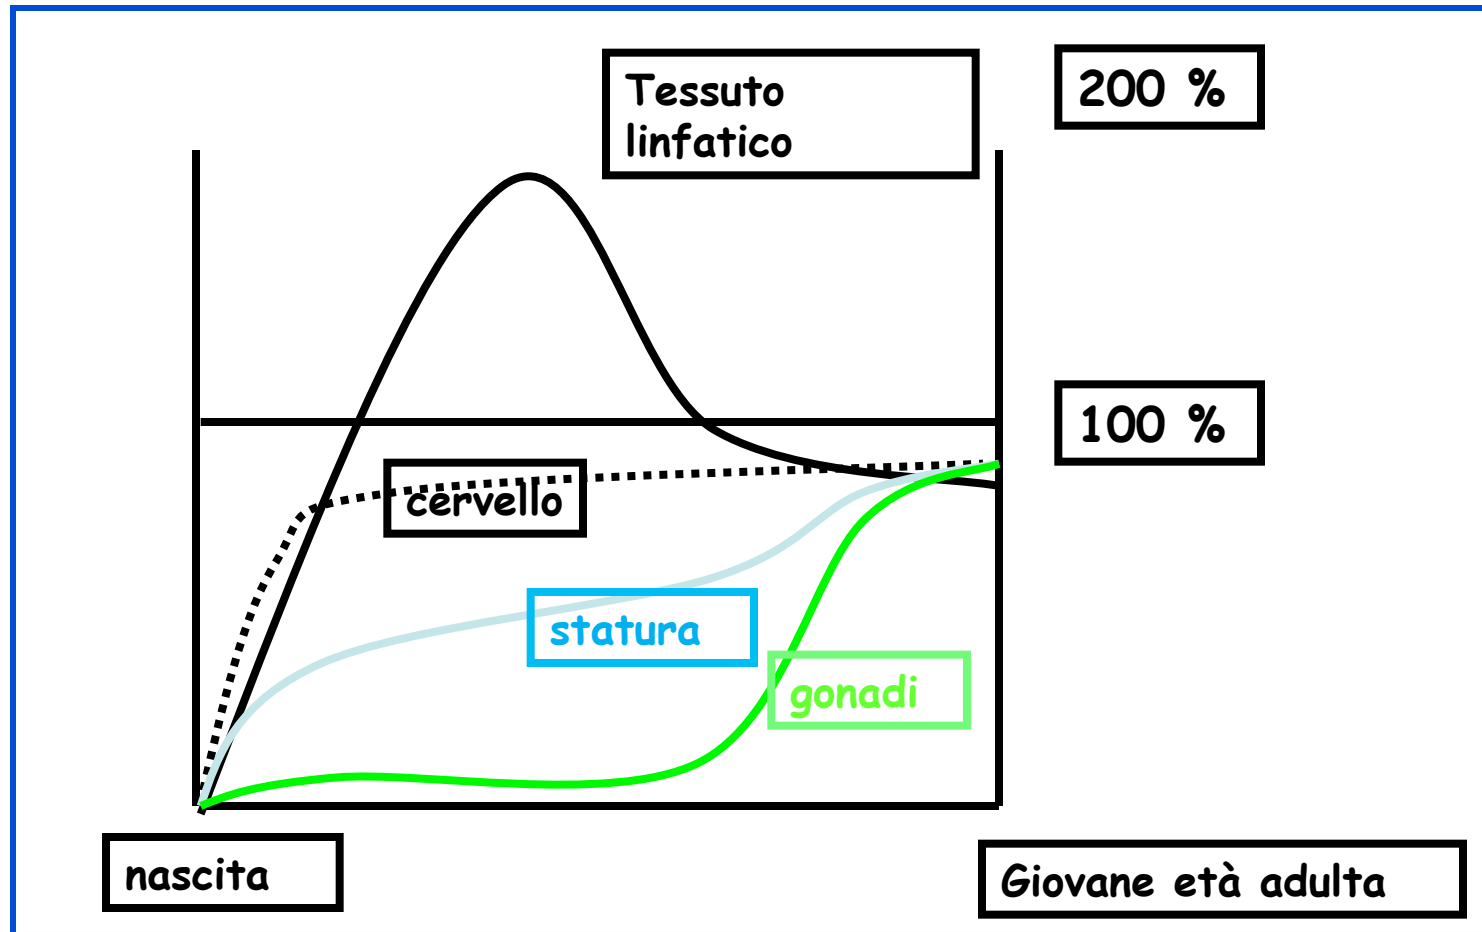 Tessuto
linfatico
200 %
100 %
cervello
statura
gonadi
nascita
Giovane età adulta